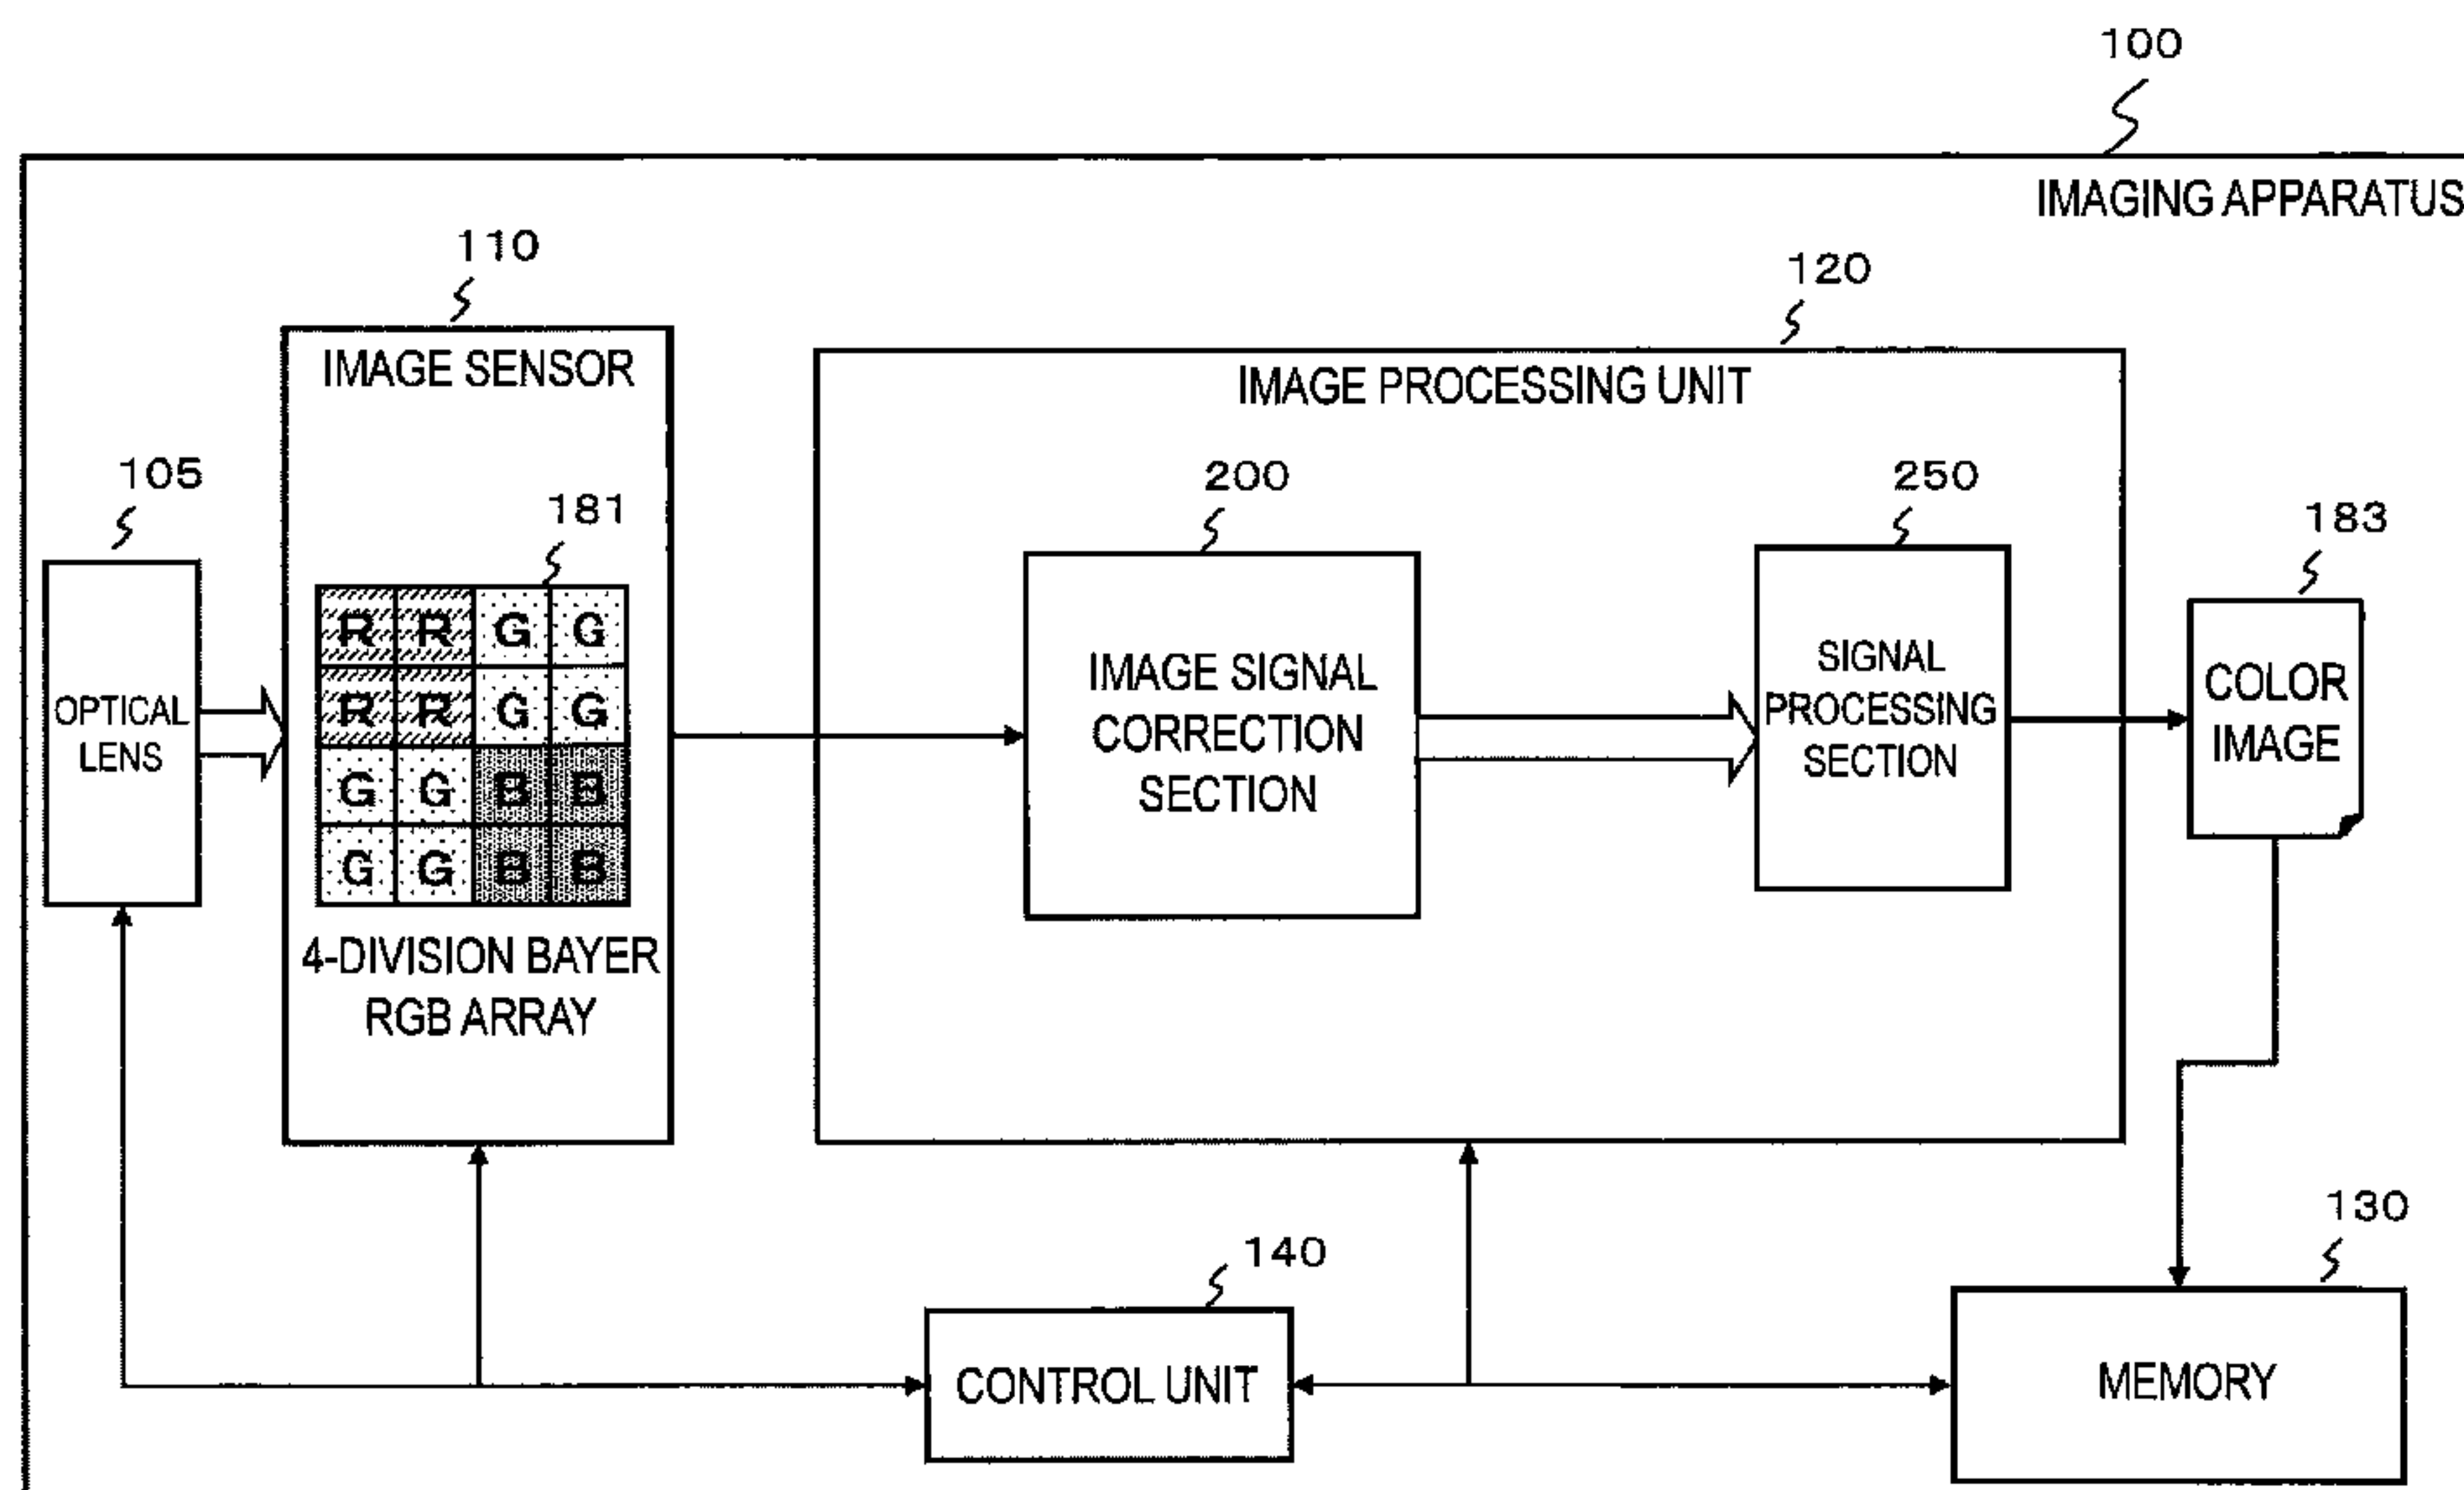 100
IMAGING APPARATUS
110
120
IMAGE SENSOR
IMAGE PROCESSING UNIT
105
181
200
250
183
OPTICAL
LENS
R R G G
R R G G
G G B B
G G B B
4-DIVISION BAYER
RGB ARRAY
IMAGE SIGNAL
CORRECTION
SECTION
SIGNAL
PROCESSING
SECTION
COLOR
IMAGE
140
130
CONTROL UNIT
MEMORY